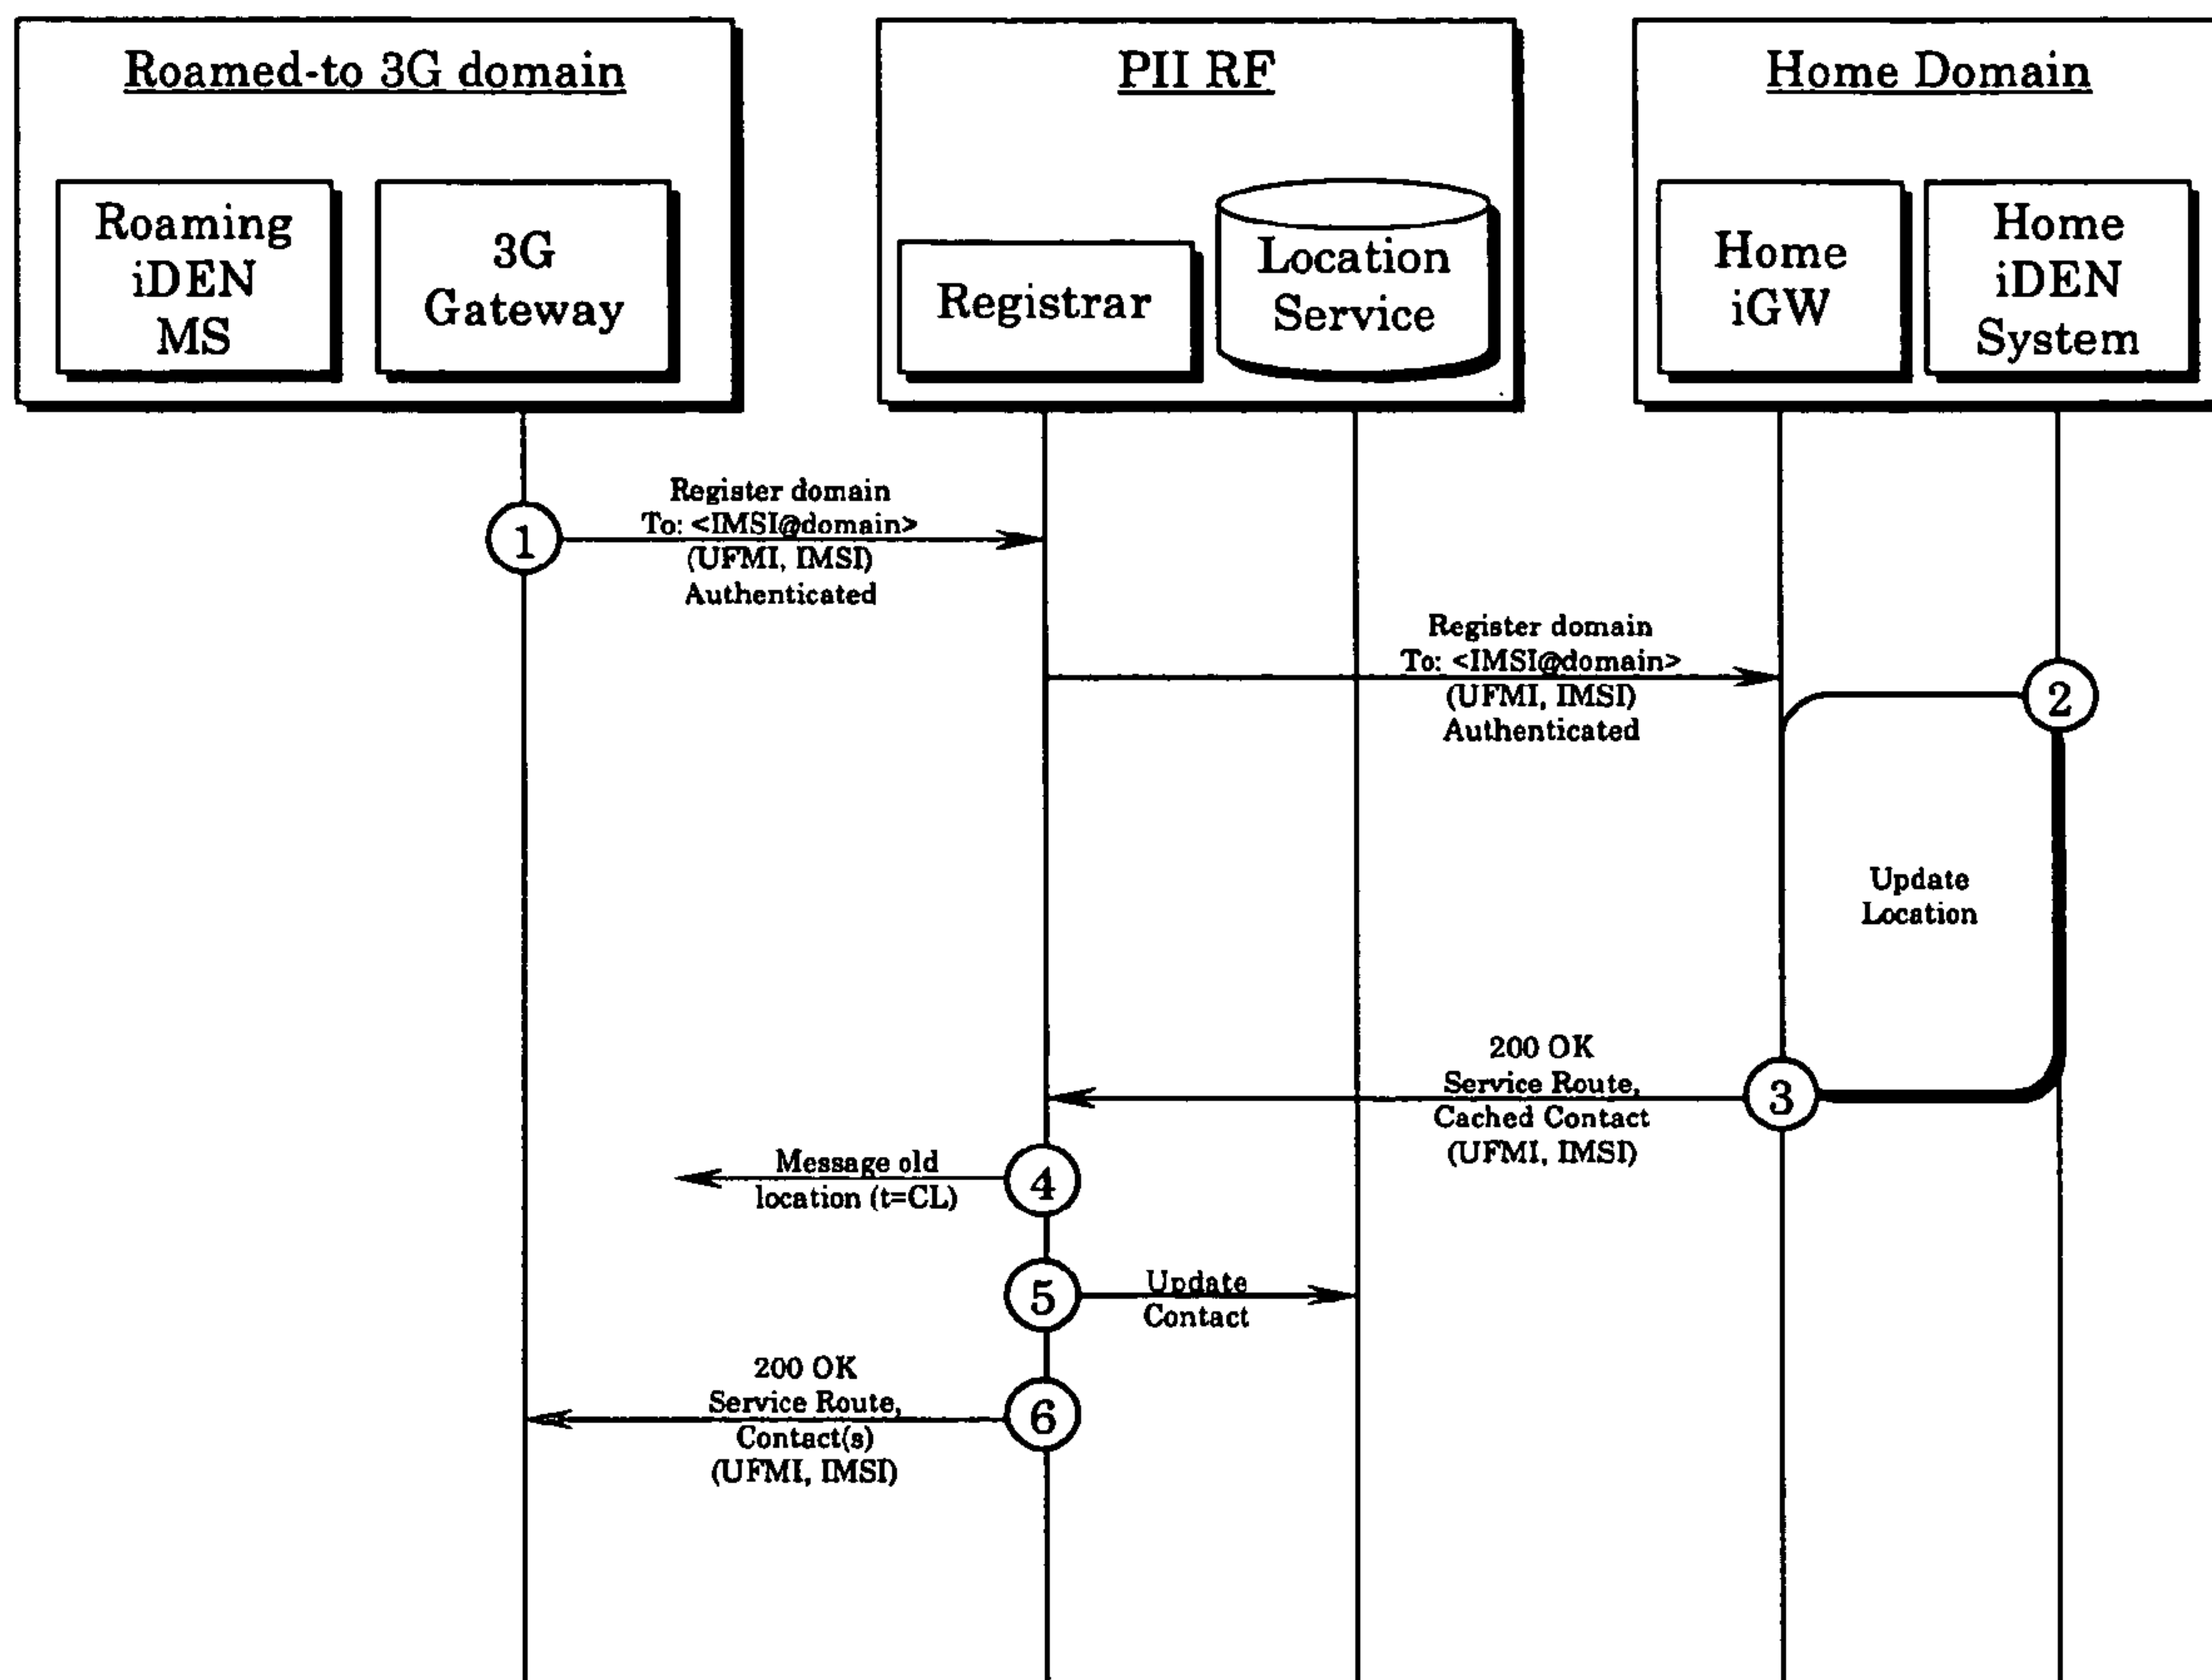 Roamed-to 3G domain
PII RF
Home Domain
Roaming
iDEN
MS
3G
Gateway
Registrar
Location
Service
Home
iGW
Home
iDEN
System
1
Register domain
To: <IMSI@domain>
(UFMI, IMSI)
Authenticated
Register domain
To: <IMSI@domain>
(UFMI, IMSI)
Authenticated
2
Update
Location
3
200 OK
Service Route,
Cached Contact
(UFMI, IMSI)
4
Message old
location (t=CL)
5
Update
Contact
6
200 OK
Service Route,
Contact(s)
(UFMI, IMSI)